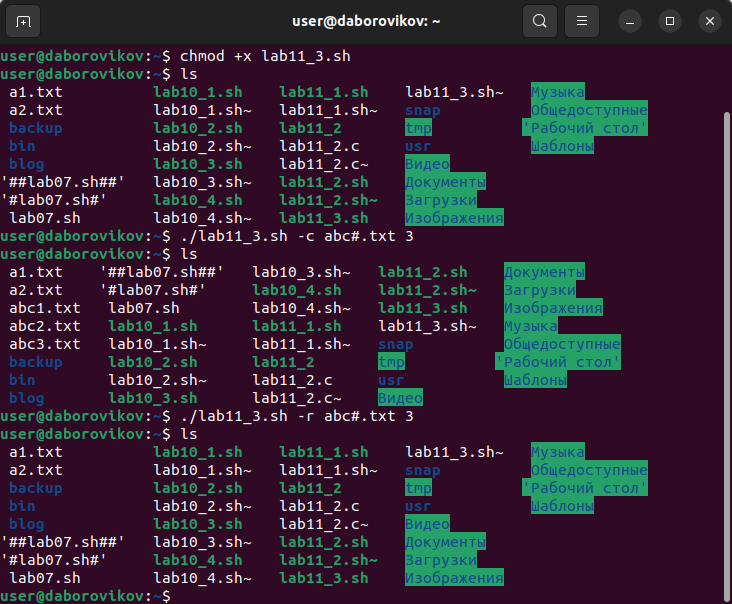 user@daborovikov: ~
user@daborovikov:~$ chmod +x lab11_3.sh
user@daborovikov:~$ ls
a1.txt lab10_1.sh lab11_1.sh lab11_3.sh~ Музыка
a2.txt lab10_1.sh~ lab11_1.sh~ snap Общедоступные
backup lab10_2.sh lab11_2 tmp 'Рабочий стол'
bin lab10_2.sh~ lab11_2.c usr Шаблоны
blog lab10_3.sh lab11_2.c~ Видео
'##lab07.sh##' lab10_3.sh~ lab11_2.sh Документы
'#lab07.sh#' lab10_4.sh lab11_2.sh~ Загрузки
lab07.sh lab10_4.sh~ lab11_3.sh Изображения
user@daborovikov:~$ ./lab11_3.sh -c abc#.txt 3
user@daborovikov:~$ ls
a1.txt '##lab07.sh##' lab10_3.sh~ lab11_2.sh Документы
a2.txt '#lab07.sh#' lab10_4.sh lab11_2.sh~ Загрузки
abc1.txt lab07.sh lab10_4.sh~ lab11_3.sh Изображения
abc2.txt lab10_1.sh lab11_1.sh lab11_3.sh~ Музыка
abc3.txt lab10_1.sh~ lab11_1.sh~ snap Общедоступные
backup lab10_2.sh lab11_2 tmp 'Рабочий стол'
bin lab10_2.sh~ lab11_2.c usr Шаблоны
blog lab10_3.sh lab11_2.c~ Видео
user@daborovikov:~$ ./lab11_3.sh -r abc#.txt 3
user@daborovikov:~$ ls
a1.txt lab10_1.sh lab11_1.sh lab11_3.sh~ Музыка
a2.txt lab10_1.sh~ lab11_1.sh~ snap Общедоступные
backup lab10_2.sh lab11_2 tmp 'Рабочий стол'
bin lab10_2.sh~ lab11_2.c usr Шаблоны
blog lab10_3.sh lab11_2.c~ Видео
'##lab07.sh##' lab10_3.sh~ lab11_2.sh Документы
'#lab07.sh#' lab10_4.sh lab11_2.sh~ Загрузки
lab07.sh lab10_4.sh~ lab11_3.sh Изображения
user@daborovikov:~$